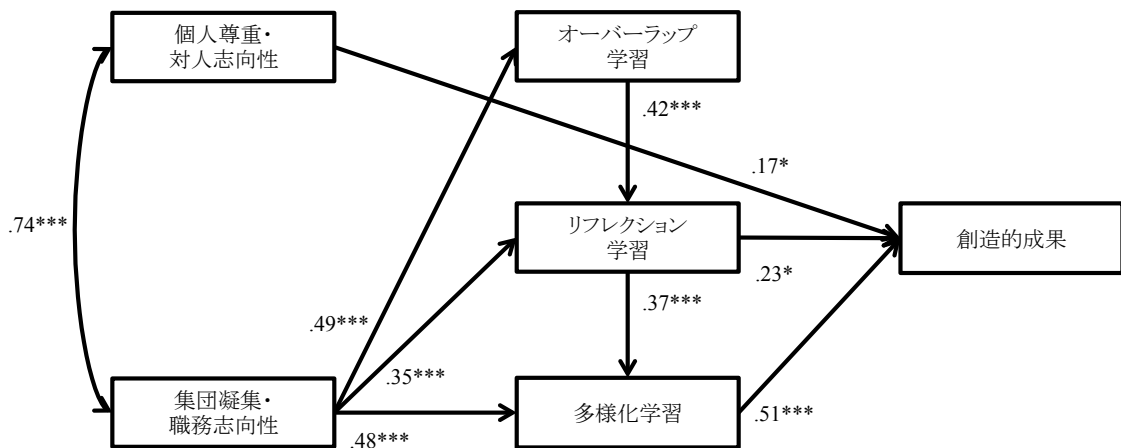 個人尊重・
対人志向性
オーバーラップ
学習
.42***
.17*
.74***
リフレクション
学習
創造的成果
.23*
.37***
.49***
.35***
集団凝集・
職務志向性
多様化学習
.51***
.48***